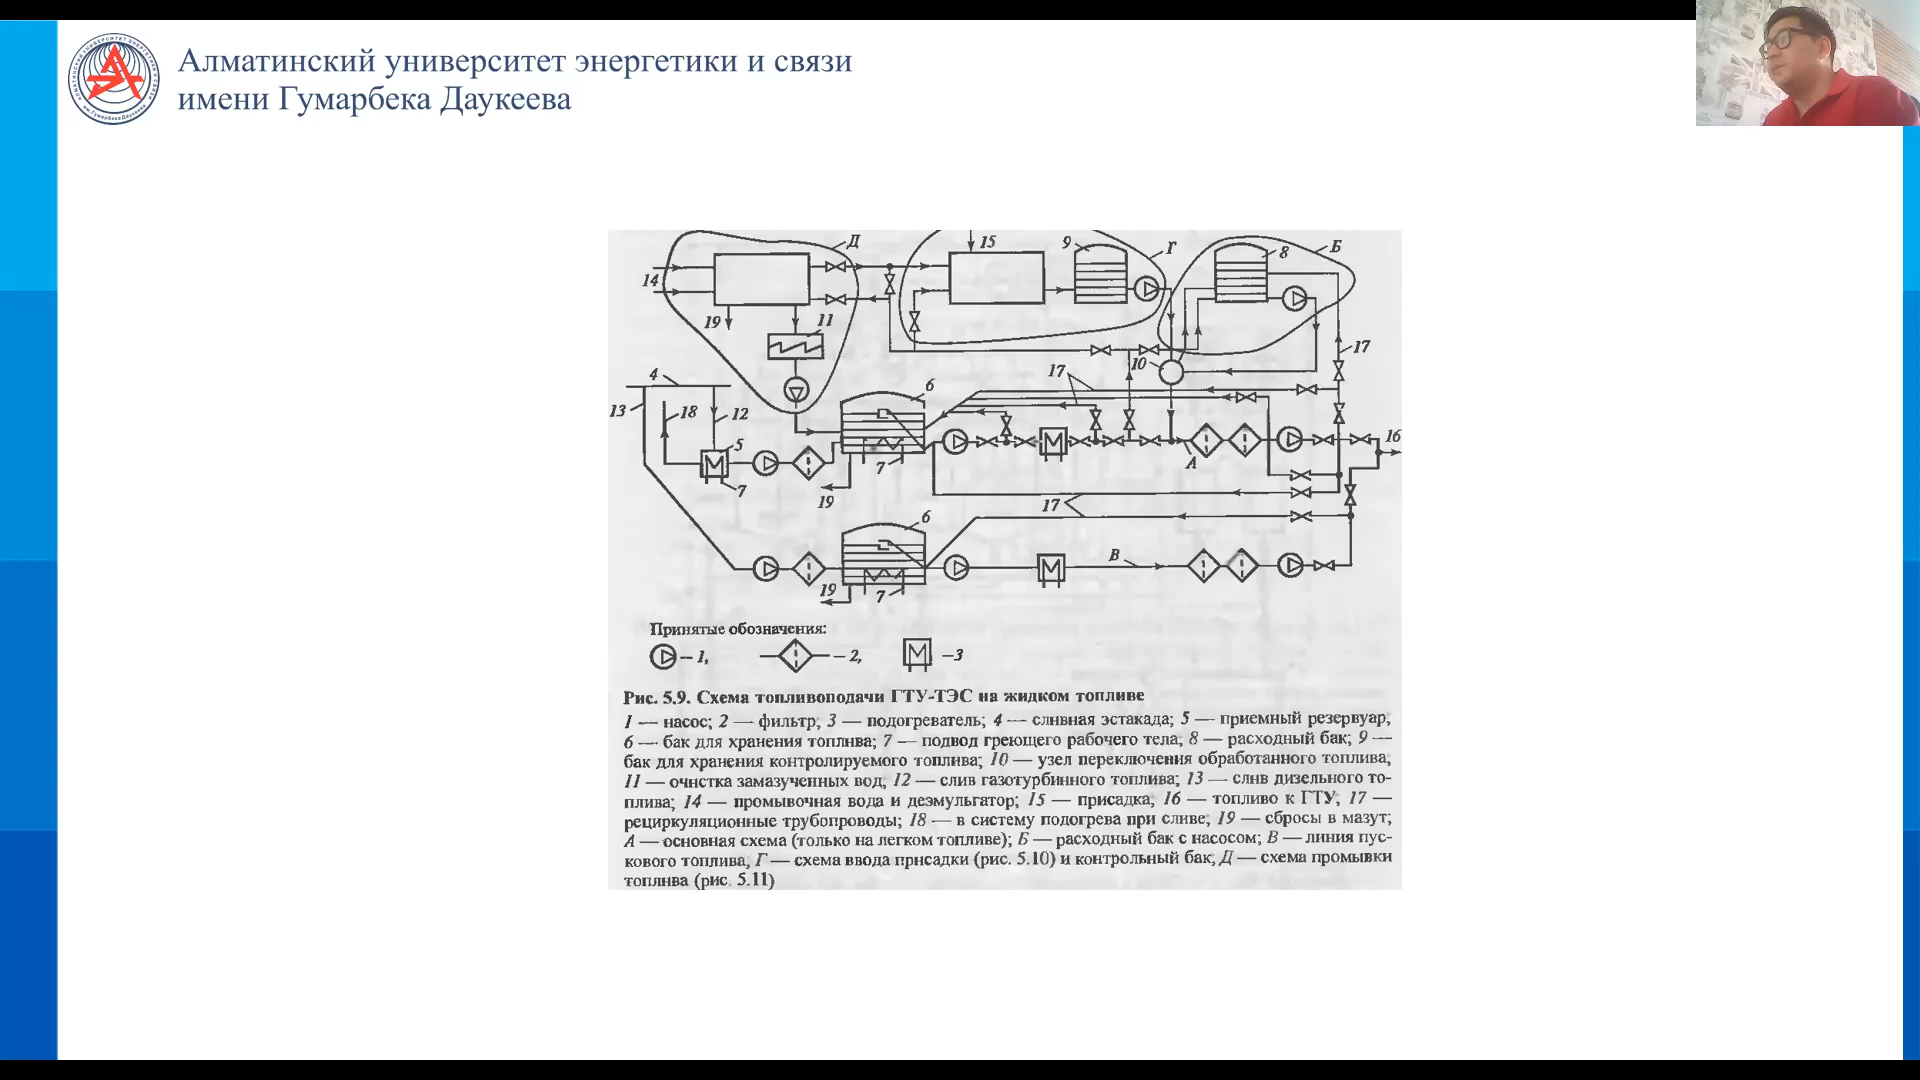 Алматинский университет энергетики и связи
имени Гумарбека Даукеева
Д
15
9
Г
8
Б
14
19
11
17
10
4
17
6
13
18
12
16
5
А
7
7
19
17
6
В
19
7
Принятые обозначения:
– 1,
– 2,
–3
Рис. 5.9. Схема топливоподачи ГТУ-ТЭС на жидком топливе
1 — насос; 2 — фильтр; 3 — подогреватель; 4 — сливная эстакада; 5 — приемный резервуар;
6 — бак для хранения топлива; 7 — подвод греющего рабочего тела; 8 — расходный бак; 9 —
бак для хранения контролируемого топлива; 10 — узел переключения обработанного топлива;
11 — очистка замазученных вод; 12 — слив газотурбинного топлива; 13 — слив дизельного то-
плива; 14 — промывочная вода и деэмульгатор; 15 — присадка; 16 — топливо к ГТУ; 17 —
рециркуляционные трубопроводы; 18 — в систему подогрева при сливе; 19 — сбросы в мазут;
А — основная схема (только на легком топливе); Б — расходный бак с насосом; В — линия пус-
кового топлива; Г — схема ввода присадки (рис. 5.10) и контрольный бак; Д — схема промывки
топлива (рис. 5.11)